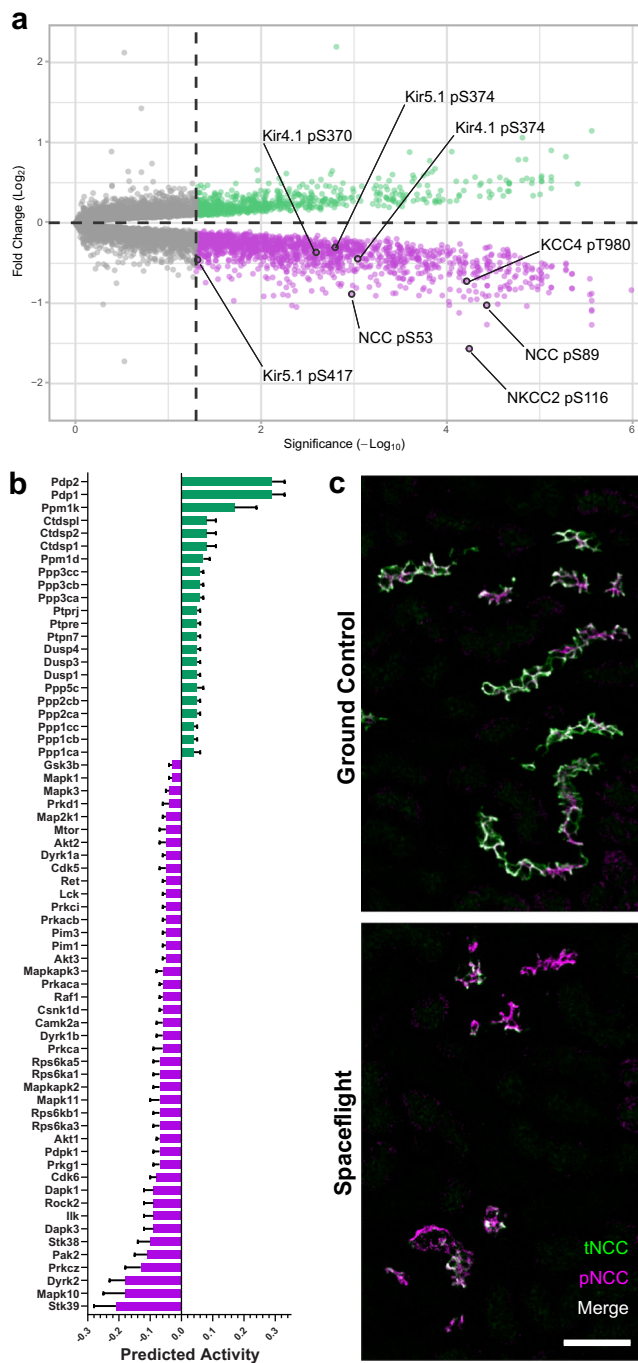 a
Fold Change (Log2)
2
1
0
−1
−2
Kir5.1 pS374
Kir4.1 pS370
Kir4.1 pS374
KCC4 pT980
NCC pS53
NCC pS89
Kir5.1 pS417
NKCC2 pS116
0
2
4
6
Significance (−Log10)
b
Pdp2
Pdp1
Ppm1k
Ctdspl
Ctdsp2
Ctdsp1
Ppm1d
Ppp3cc
Ppp3cb
Ppp3ca
Ptprj
Ptpre
Ptpn7
Dusp4
Dusp3
Dusp1
Ppp5c
Ppp2cb
Ppp2ca
Ppp1cc
Ppp1cb
Ppp1ca
Gsk3b
Mapk1
Mapk3
Prkd1
Map2k1
Mtor
Akt2
Dyrk1a
Cdk5
Ret
Lck
Prkci
Prkacb
Pim3
Pim1
Akt3
Mapkapk3
Prkaca
Raf1
Csnk1d
Camk2a
Dyrk1b
Prkca
Rps6ka5
Rps6ka1
Mapkapk2
Mapk11
Rps6kb1
Rps6ka3
Akt1
Pdpk1
Prkg1
Cdk6
Dapk1
Rock2
Ilk
Dapk3
Stk38
Pak2
Prkcz
Dyrk2
Mapk10
Stk39
-0.3
-0.2
-0.1
0.0
0.1
0.2
0.3
Predicted Activity
c
Ground Control
Spaceflight
tNCC
pNCC
Merge